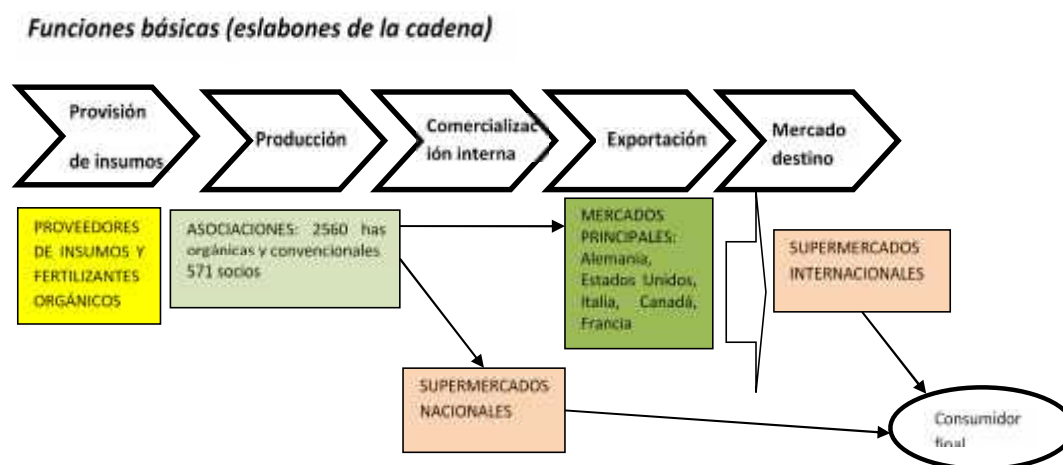 Funciones básicas (eslabones de la cadena)
Provisión
de insumos
Producción
Comercializac
ión interna
Exportación
Mercado
destino
PROVEEDORES
DE INSUMOS Y
FERTILIZANTES
ORGÁNICOS
ASOCIACIONES: 2560 has
orgánicas y convencionales
571 socios
MERCADOS
PRINCIPALES:
Alemania,
Estados Unidos,
Italia, Canadá,
Francia
SUPERMERCADOS
INTERNACIONALES
SUPERMERCADOS
NACIONALES
Consumidor
final